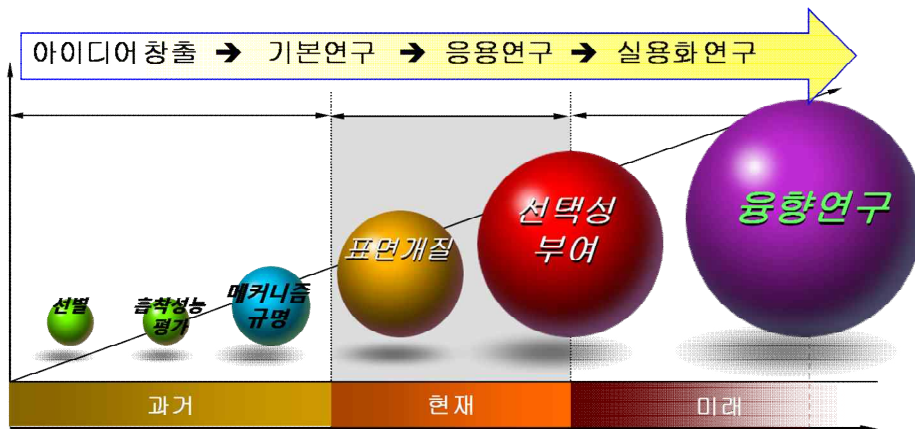 아이디어 창출 ➔ 기본연구 ➔ 응용연구 ➔ 실용화 연구
선별
흡착성능
평가
메커니즘
규명
표면개질
선택성
부여
융향연구
과거
현재
미래